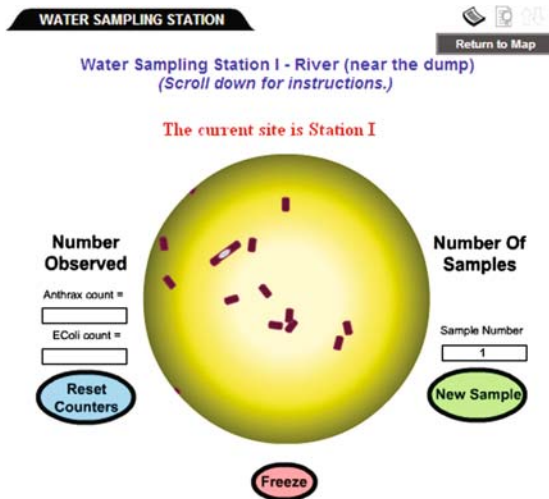 WATER SAMPLING STATION
Return to Map
Water Sampling Station I - River (near the dump)
(Scroll down for instructions.)
The current site is Station I
Number
Observed
Anthrax count =
EColi count =
Reset
Counters
Number Of
Samples
Sample Number
1
New Sample
Freeze